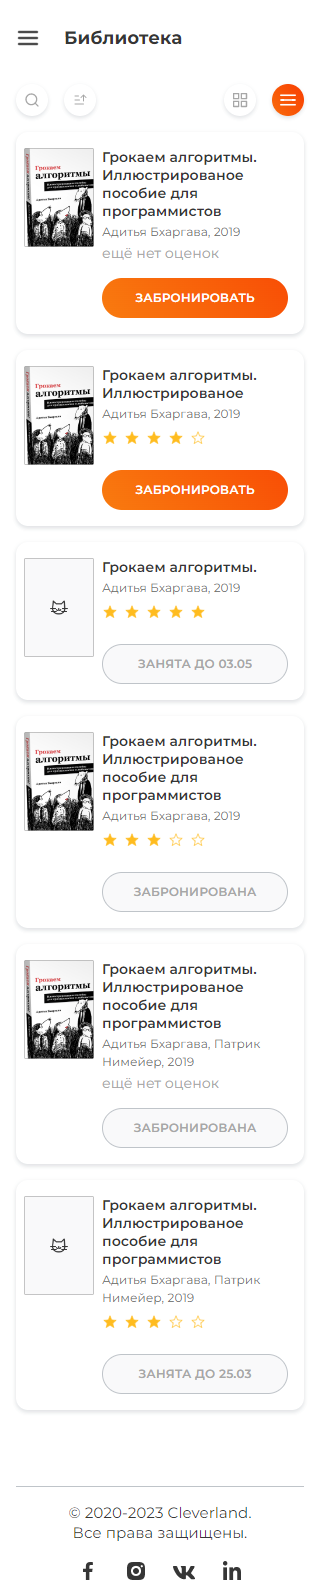 Библиотека
Грокаем
алгоритмы
Грокаем алгоритмы.
Иллюстрированое
пособие для
программистов
Адитья Бхаргава, 2019
ещё нет оценок
ЗАБРОНИРОВАТЬ
Грокаем
алгоритмы
Грокаем алгоритмы.
Иллюстрированое
Адитья Бхаргава, 2019
ЗАБРОНИРОВАТЬ
Грокаем алгоритмы.
Адитья Бхаргава, 2019
ЗАНЯТА ДО 03.05
Грокаем
алгоритмы
Грокаем алгоритмы.
Иллюстрированое
пособие для
программистов
Адитья Бхаргава, 2019
ЗАБРОНИРОВАНА
Грокаем
алгоритмы
Грокаем алгоритмы.
Иллюстрированое
пособие для
программистов
Адитья Бхаргава, Патрик
Нимейер, 2019
ещё нет оценок
ЗАБРОНИРОВАНА
Грокаем алгоритмы.
Иллюстрированое
пособие для
программистов
Адитья Бхаргава, Патрик
Нимейер, 2019
ЗАНЯТА ДО 25.03
© 2020-2023 Cleverland.
Все права защищены.